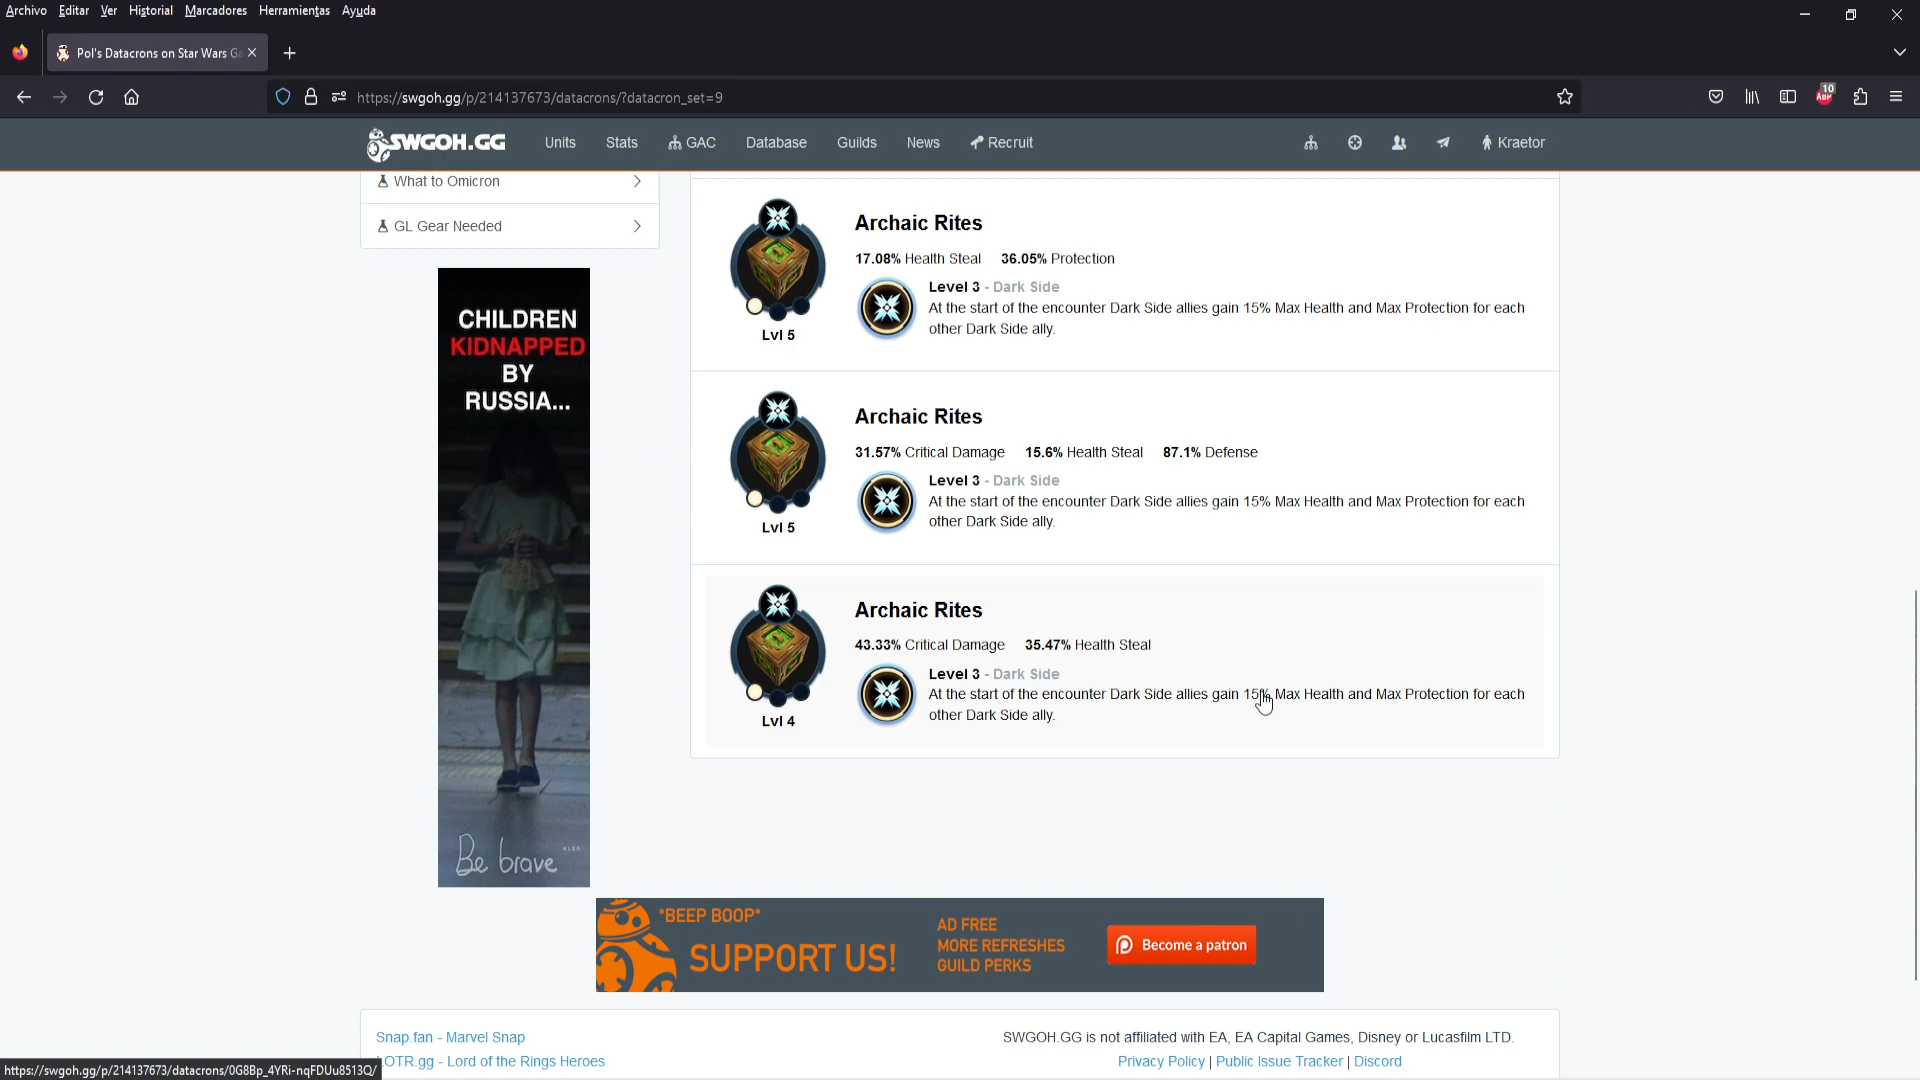 Archivo Editar Ver Historial Marcadores Herramientas Ayuda
Pol's Datacrons on Star Wars Ga
https://swgoh.gg/p/214137673/datacrons/?datacron_set=9
10
ABP
SWGOH.GG Units Stats GAC Database Guilds News Recruit Kraetor
What to Omicron
GL Gear Needed
CHILDREN
KIDNAPPED
BY
RUSSIA...
Be brave
Archaic Rites
17.08% Health Steal 36.05% Protection
Level 3 - Dark Side
At the start of the encounter Dark Side allies gain 15% Max Health and Max Protection for each
other Dark Side ally.
Lvl 5
Archaic Rites
31.57% Critical Damage 15.6% Health Steal 87.1% Defense
Level 3 - Dark Side
At the start of the encounter Dark Side allies gain 15% Max Health and Max Protection for each
other Dark Side ally.
Lvl 5
Archaic Rites
43.33% Critical Damage 35.47% Health Steal
Level 3 - Dark Side
At the start of the encounter Dark Side allies gain 15% Max Health and Max Protection for each
other Dark Side ally.
Lvl 4
*BEEP BOOP*
SUPPORT US!
AD FREE
MORE REFRESHES
GUILD PERKS
Become a patron
Snap.fan - Marvel Snap
OTR.gg - Lord of the Rings Heroes
SWGOH.GG is not affiliated with EA, EA Capital Games, Disney or Lucasfilm LTD.
Privacy Policy | Public Issue Tracker | Discord
https://swgoh.gg/p/214137673/datacrons/0G8Bp_4YRi-nqFDUu8513Q/